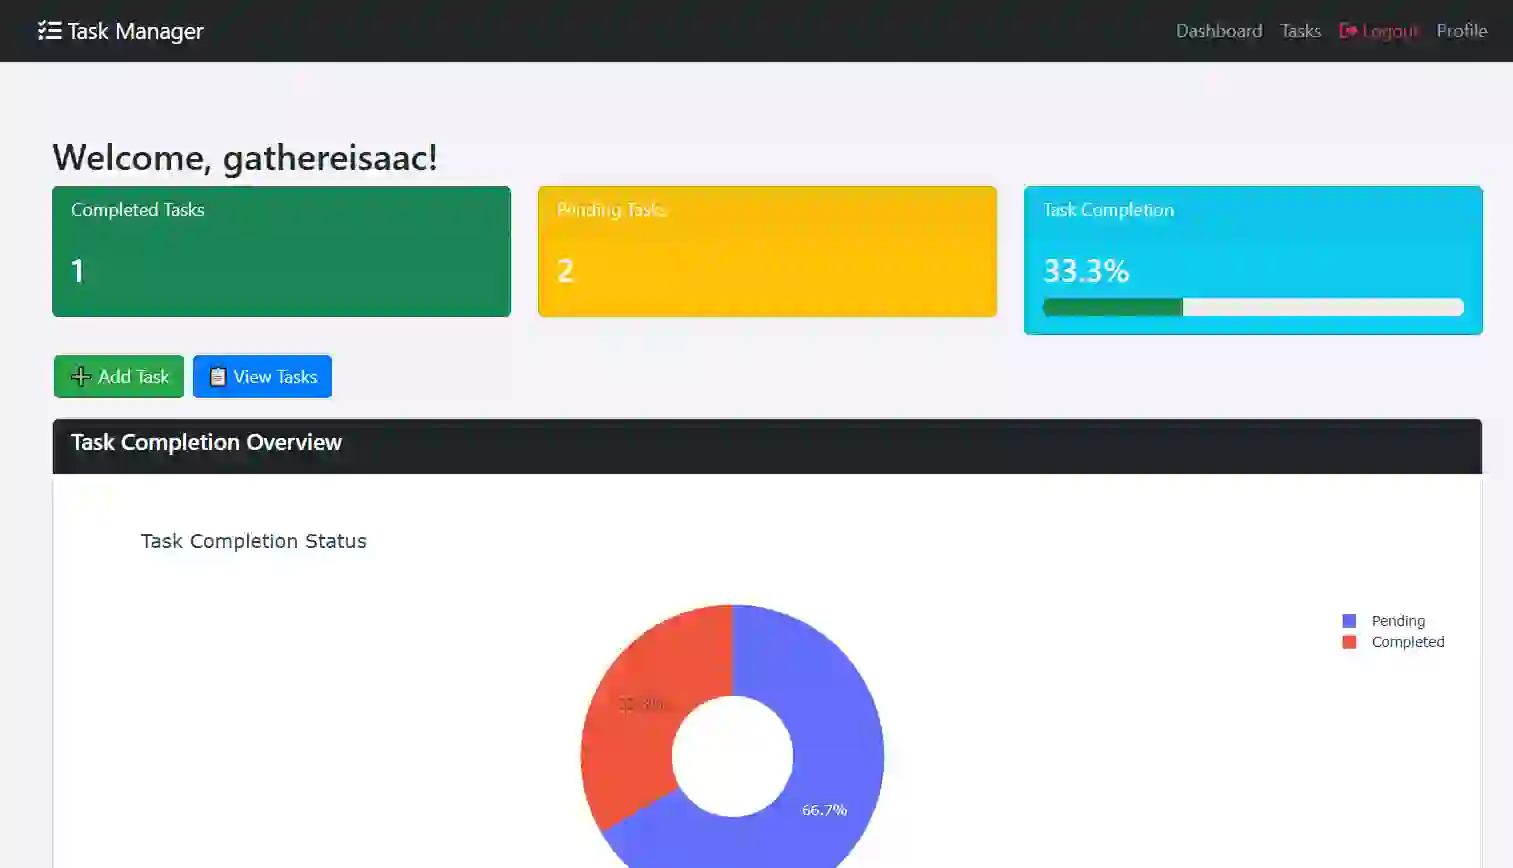 Task Manager
Dashboard Tasks Logout Profile
Welcome, gathereisaac!
Completed Tasks
1
Pending Tasks
2
Task Completion
33.3%
Add Task
View Tasks
Task Completion Overview
Task Completion Status
Pending
Completed
33.3%
66.7%